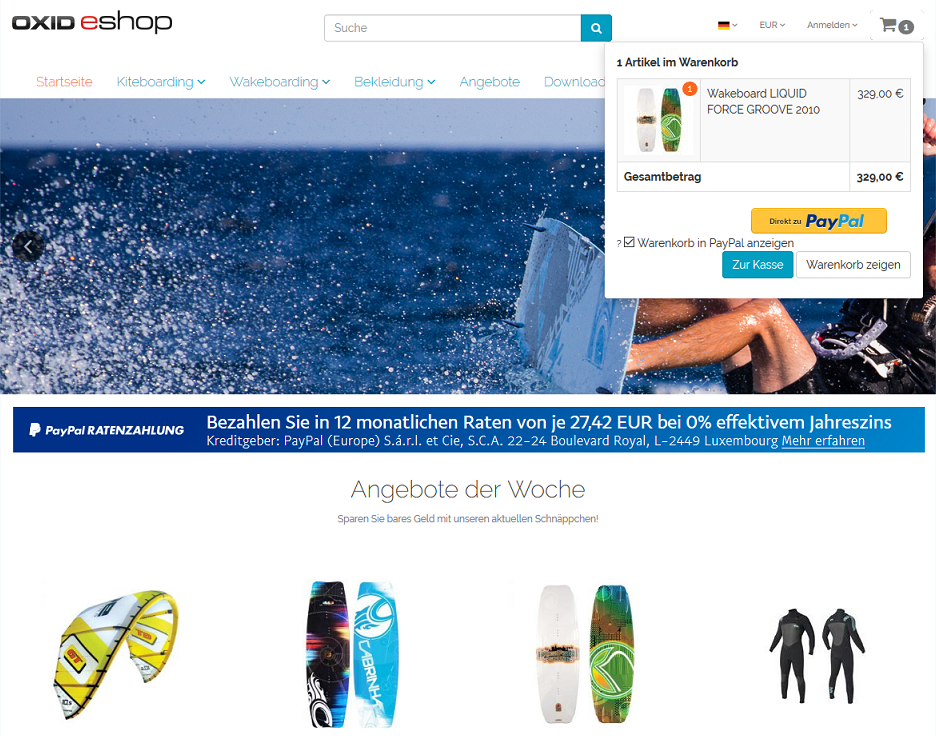 OXID eshop
Suche
EUR
Anmelden
1
Startseite
Kiteboarding
Wakeboarding
Bekleidung
Angebote
Download
1 Artikel im Warenkorb
1
Wakeboard LIQUID
FORCE GROOVE 2010
329,00 €
Gesamtbetrag
329,00 €
Direkt zu PayPal
? Warenkorb in PayPal anzeigen
Zur Kasse
Warenkorb zeigen
PayPal RATENZAHLUNG
Bezahlen Sie in 12 monatlichen Raten von je 27,42 EUR bei 0% effektivem Jahreszins
Kreditgeber: PayPal (Europe) S.á.r.l. et Cie, S.C.A. 22-24 Boulevard Royal, L-2449 Luxembourg Mehr erfahren
Angebote der Woche
Sparen Sie bares Geld mit unseren aktuellen Schnäppchen!
GT
CABRINHA